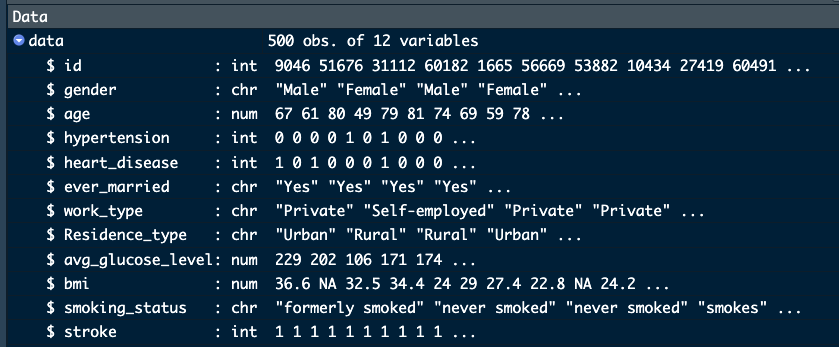 Data
data 500 obs. of 12 variables
$ id : int 9046 51676 31112 60182 1665 56669 53882 10434 27419 60491 ...
$ gender : chr "Male" "Female" "Male" "Female" ...
$ age : num 67 61 80 49 79 81 74 69 59 78 ...
$ hypertension : int 0 0 0 0 1 0 1 0 0 0 ...
$ heart_disease : int 1 0 1 0 0 0 1 0 0 0 ...
$ ever_married : chr "Yes" "Yes" "Yes" "Yes" ...
$ work_type : chr "Private" "Self-employed" "Private" "Private" ...
$ Residence_type : chr "Urban" "Rural" "Rural" "Urban" ...
$ avg_glucose_level: num 229 202 106 171 174 ...
$ bmi : num 36.6 NA 32.5 34.4 24 29 27.4 22.8 NA 24.2 ...
$ smoking_status : chr "formerly smoked" "never smoked" "never smoked" "smokes" ...
$ stroke : int 1 1 1 1 1 1 1 1 1 1 ...